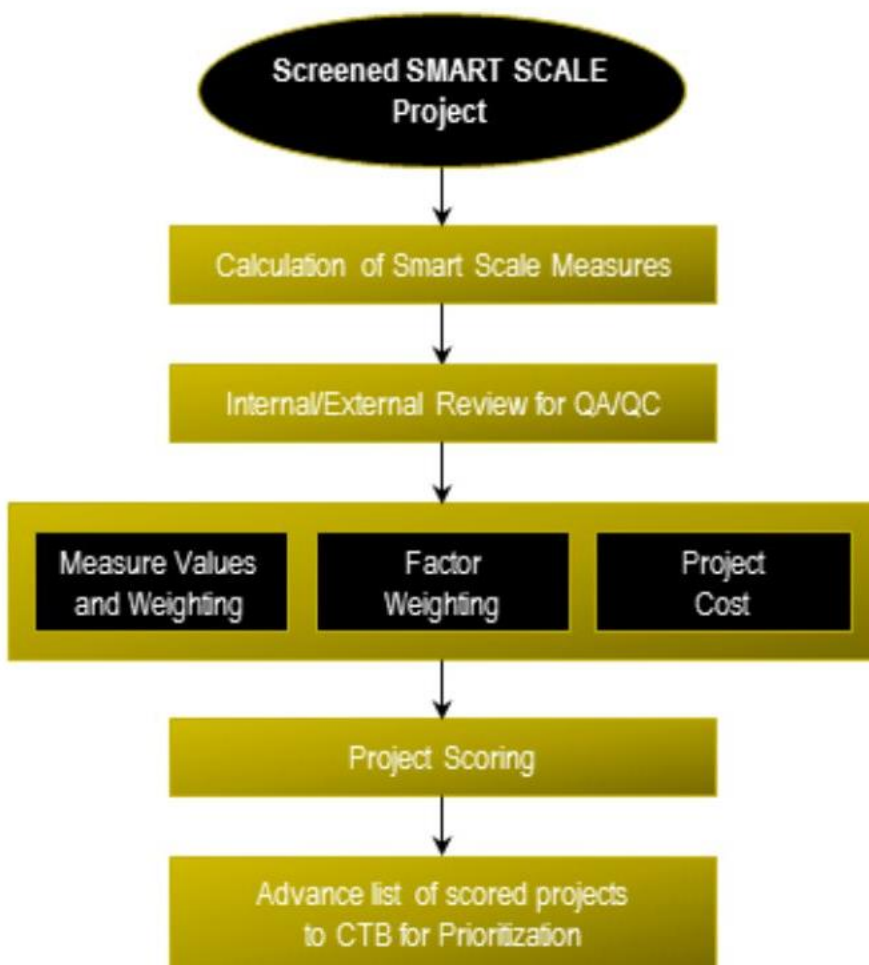 Screened SMART SCALE
Project
Calculation of Smart Scale Measures
Internal/External Review for QA/QC
Measure Values
and Weighting
Factor
Weighting
Project
Cost
Project Scoring
Advance list of scored projects
to CTB for Prioritization